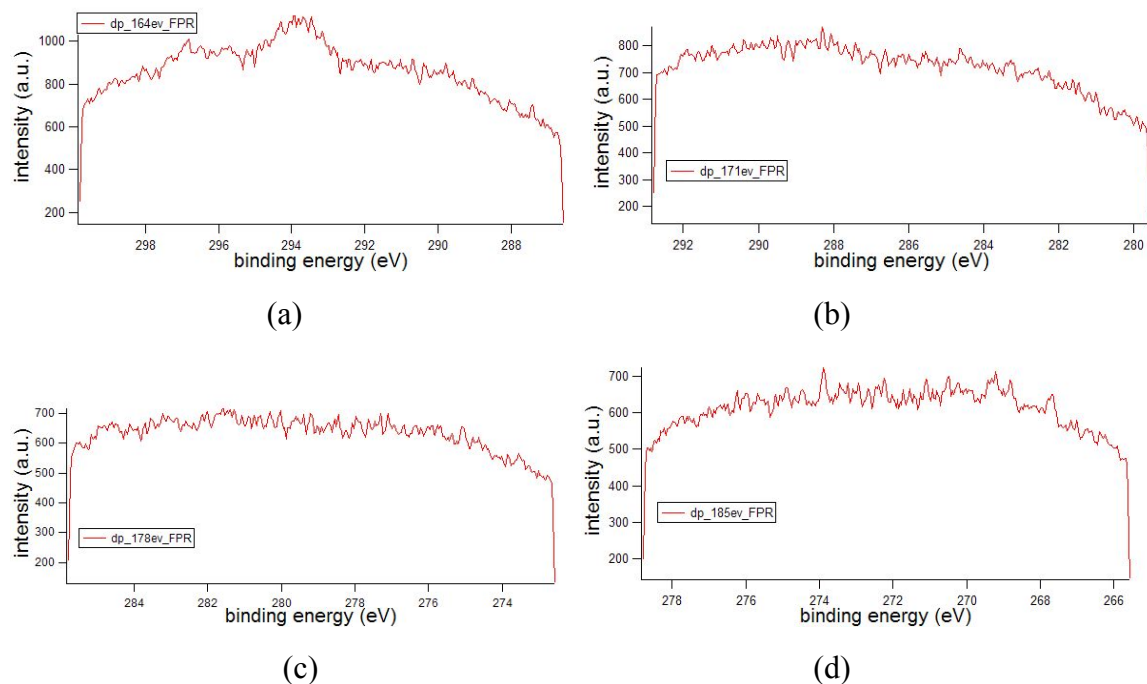 dp_164ev_FPR
intensity (a.u.)
1000
800
600
400
200
298 296 294 292 290 288
binding energy (eV)
(a)
dp_171ev_FPR
intensity (a.u.)
800
700
600
500
400
300
200
292 290 288 286 284 282 280
binding energy (eV)
(b)
dp_178ev_FPR
intensity (a.u.)
700
600
500
400
300
200
284 282 280 278 276 274
binding energy (eV)
(c)
dp_185ev_FPR
intensity (a.u.)
700
600
500
400
300
200
278 276 274 272 270 268 266
binding energy (eV)
(d)